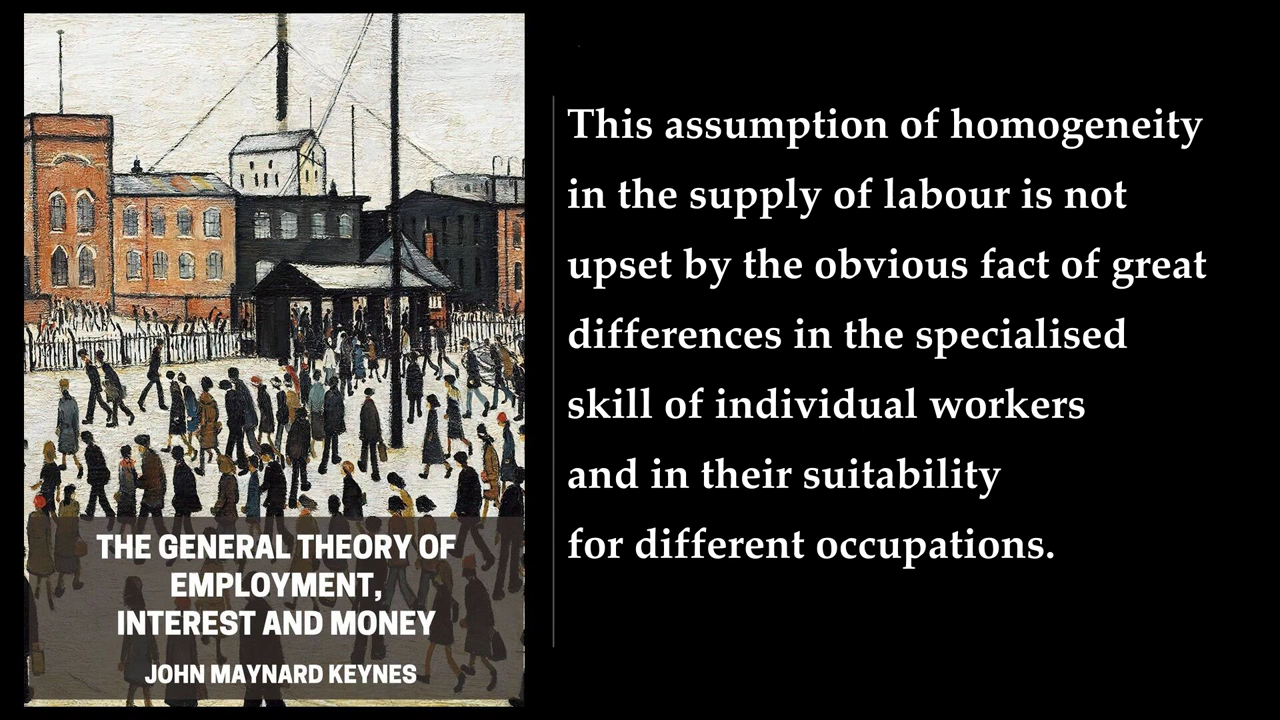 THE GENERAL THEORY OF
EMPLOYMENT,
INTEREST AND MONEY
JOHN MAYNARD KEYNES
This assumption of homogeneity
in the supply of labour is not
upset by the obvious fact of great
differences in the specialised
skill of individual workers
and in their suitability
for different occupations.